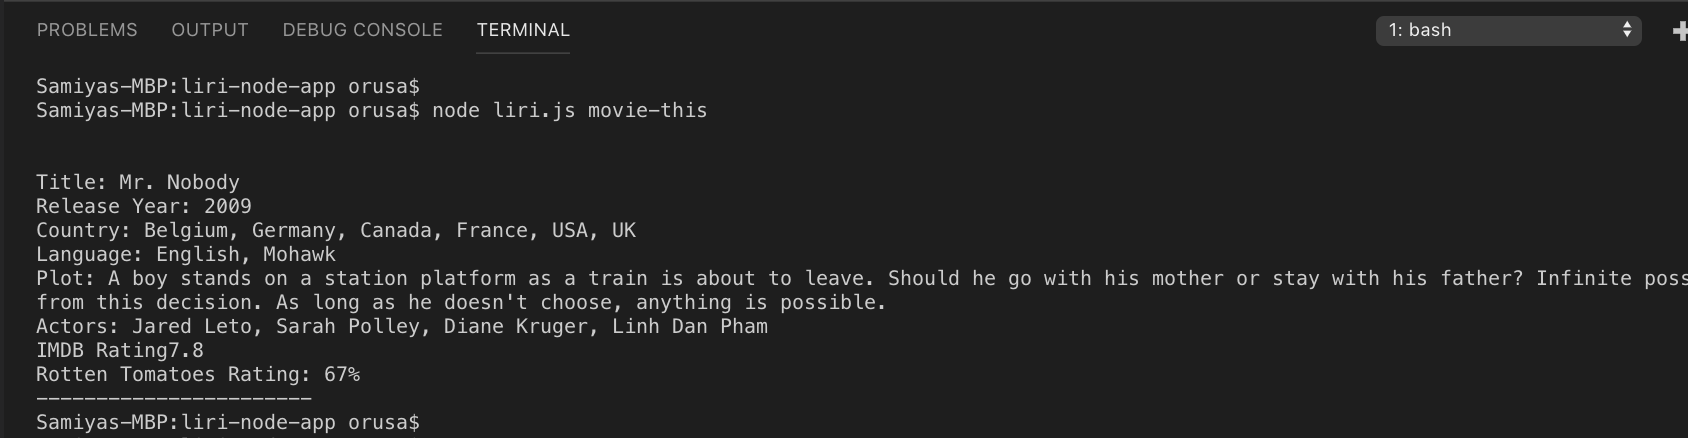 PROBLEMS OUTPUT DEBUG CONSOLE TERMINAL 1: bash
Samiyas-MBP:liri-node-app orusa$
Samiyas-MBP:liri-node-app orusa$ node liri.js movie-this
Title: Mr. Nobody
Release Year: 2009
Country: Belgium, Germany, Canada, France, USA, UK
Language: English, Mohawk
Plot: A boy stands on a station platform as a train is about to leave. Should he go with his mother or stay with his father? Infinite poss
from this decision. As long as he doesn't choose, anything is possible.
Actors: Jared Leto, Sarah Polley, Diane Kruger, Linh Dan Pham
IMDB Rating7.8
Rotten Tomatoes Rating: 67%
-----------------------
Samiyas-MBP:liri-node-app orusa$